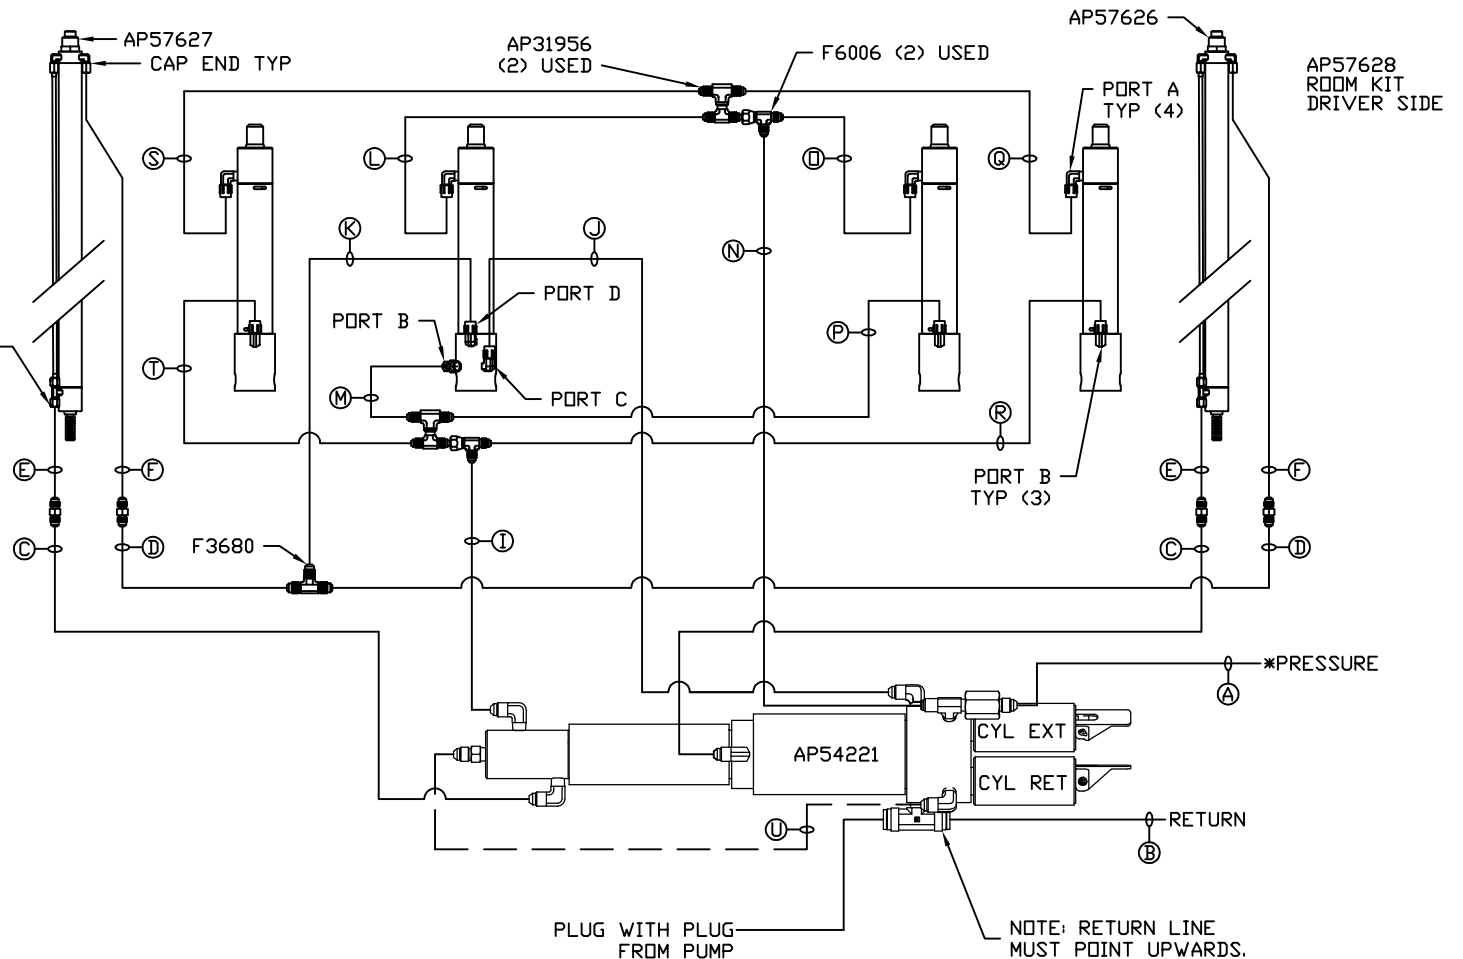 AP57627
CAP END TYP
AP31956
(2) USED
F6006 (2) USED
AP57626
AP57628
ROOM KIT
DRIVER SIDE
PORT A
TYP (4)
S
L
O
Q
K
J
N
PORT D
PORT B
PORT C
P
T
M
R
PORT B
TYP (3)
E
F
E
F
C
D
F3680
I
C
D
*PRESSURE
A
CYL EXT
AP54221
CYL RET
U
RETURN
B
PLUG WITH PLUG
FROM PUMP
NOTE: RETURN LINE
MUST POINT UPWARDS.